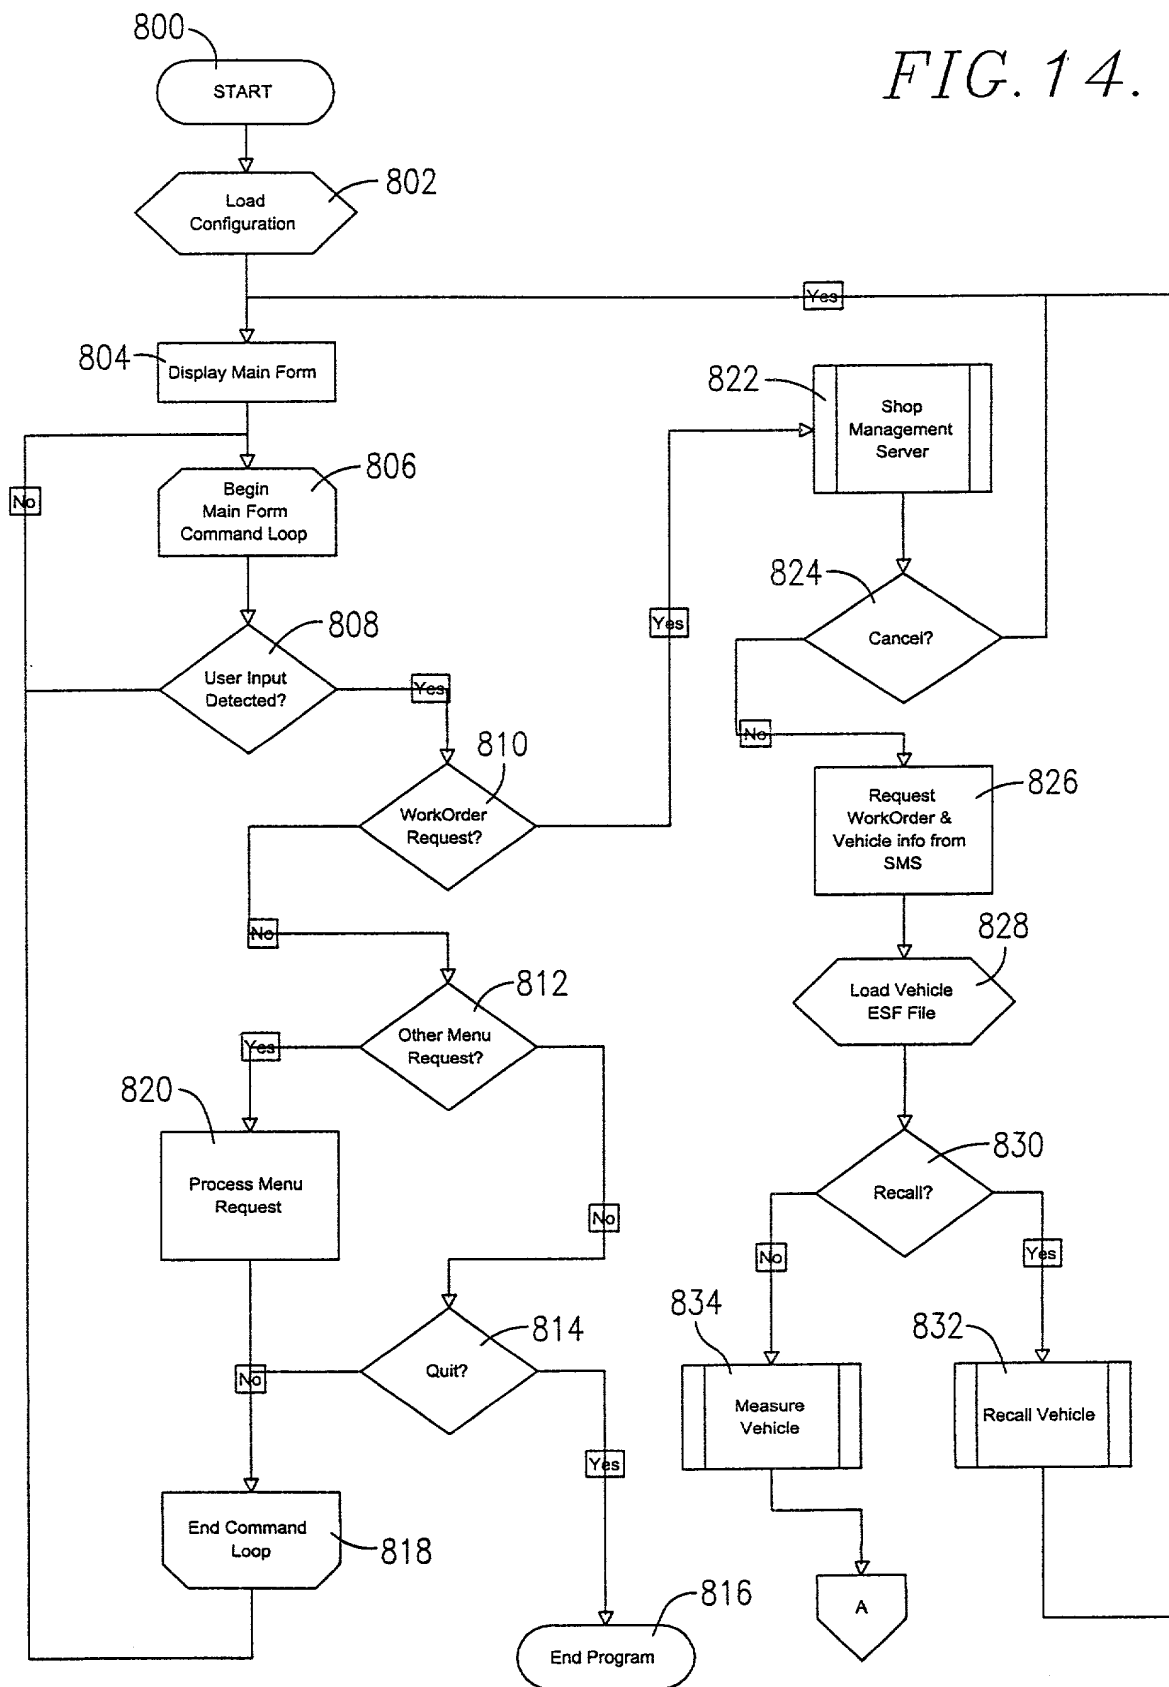 FIG. 14.
800
START
802
Load
Configuration
Yes
804
Display Main Form
806
Begin
Main Form
Command Loop
No
808
User Input
Detected?
Yes
810
WorkOrder
Request?
Yes
No
812
Other Menu
Request?
Yes
No
820
Process Menu
Request
814
Quit?
No
Yes
End Command
Loop
818
816
End Program
822
Shop
Management
Server
824
Cancel?
No
826
Request
WorkOrder &
Vehicle info from
SMS
828
Load Vehicle
ESF File
830
Recall?
No
Yes
834
Measure
Vehicle
832
Recall Vehicle
A